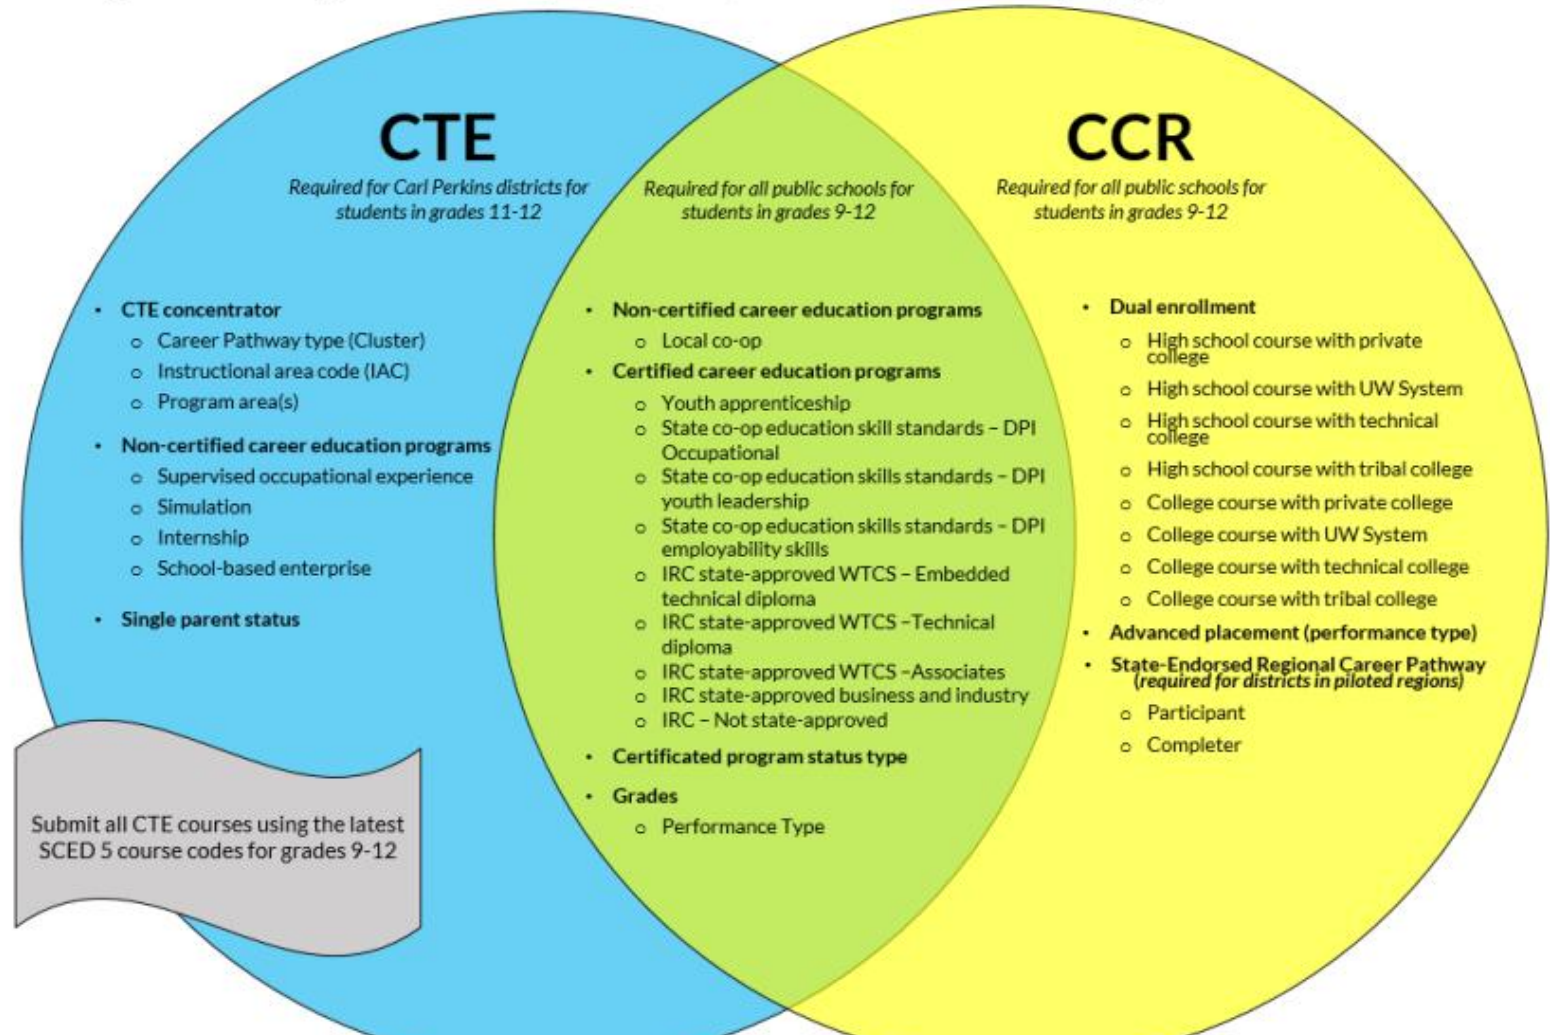 CTE
Required for Carl Perkins districts for
students in grades 11-12
• CTE concentrator
o Career Pathway type (Cluster)
o Instructional area code (IAC)
o Program area(s)
• Non-certified career education programs
o Supervised occupational experience
o Simulation
o Internship
o School-based enterprise
• Single parent status
Submit all CTE courses using the latest
SCED 5 course codes for grades 9-12
Required for all public schools for
students in grades 9-12
• Non-certified career education programs
o Local co-op
• Certified career education programs
o Youth apprenticeship
o State co-op education skill standards – DPI
Occupational
o State co-op education skills standards – DPI
youth leadership
o State co-op education skills standards – DPI
employability skills
o IRC state-approved WTCS – Embedded
technical diploma
o IRC state-approved WTCS –Technical
diploma
o IRC state-approved WTCS –Associates
o IRC state-approved business and industry
o IRC – Not state-approved
• Certificated program status type
• Grades
o Performance Type
CCR
Required for all public schools for
students in grades 9-12
• Dual enrollment
o High school course with private
college
o High school course with UW System
o High school course with technical
college
o High school course with tribal college
o College course with private college
o College course with UW System
o College course with technical college
o College course with tribal college
• Advanced placement (performance type)
• State-Endorsed Regional Career Pathway
(required for districts in piloted regions)
o Participant
o Completer